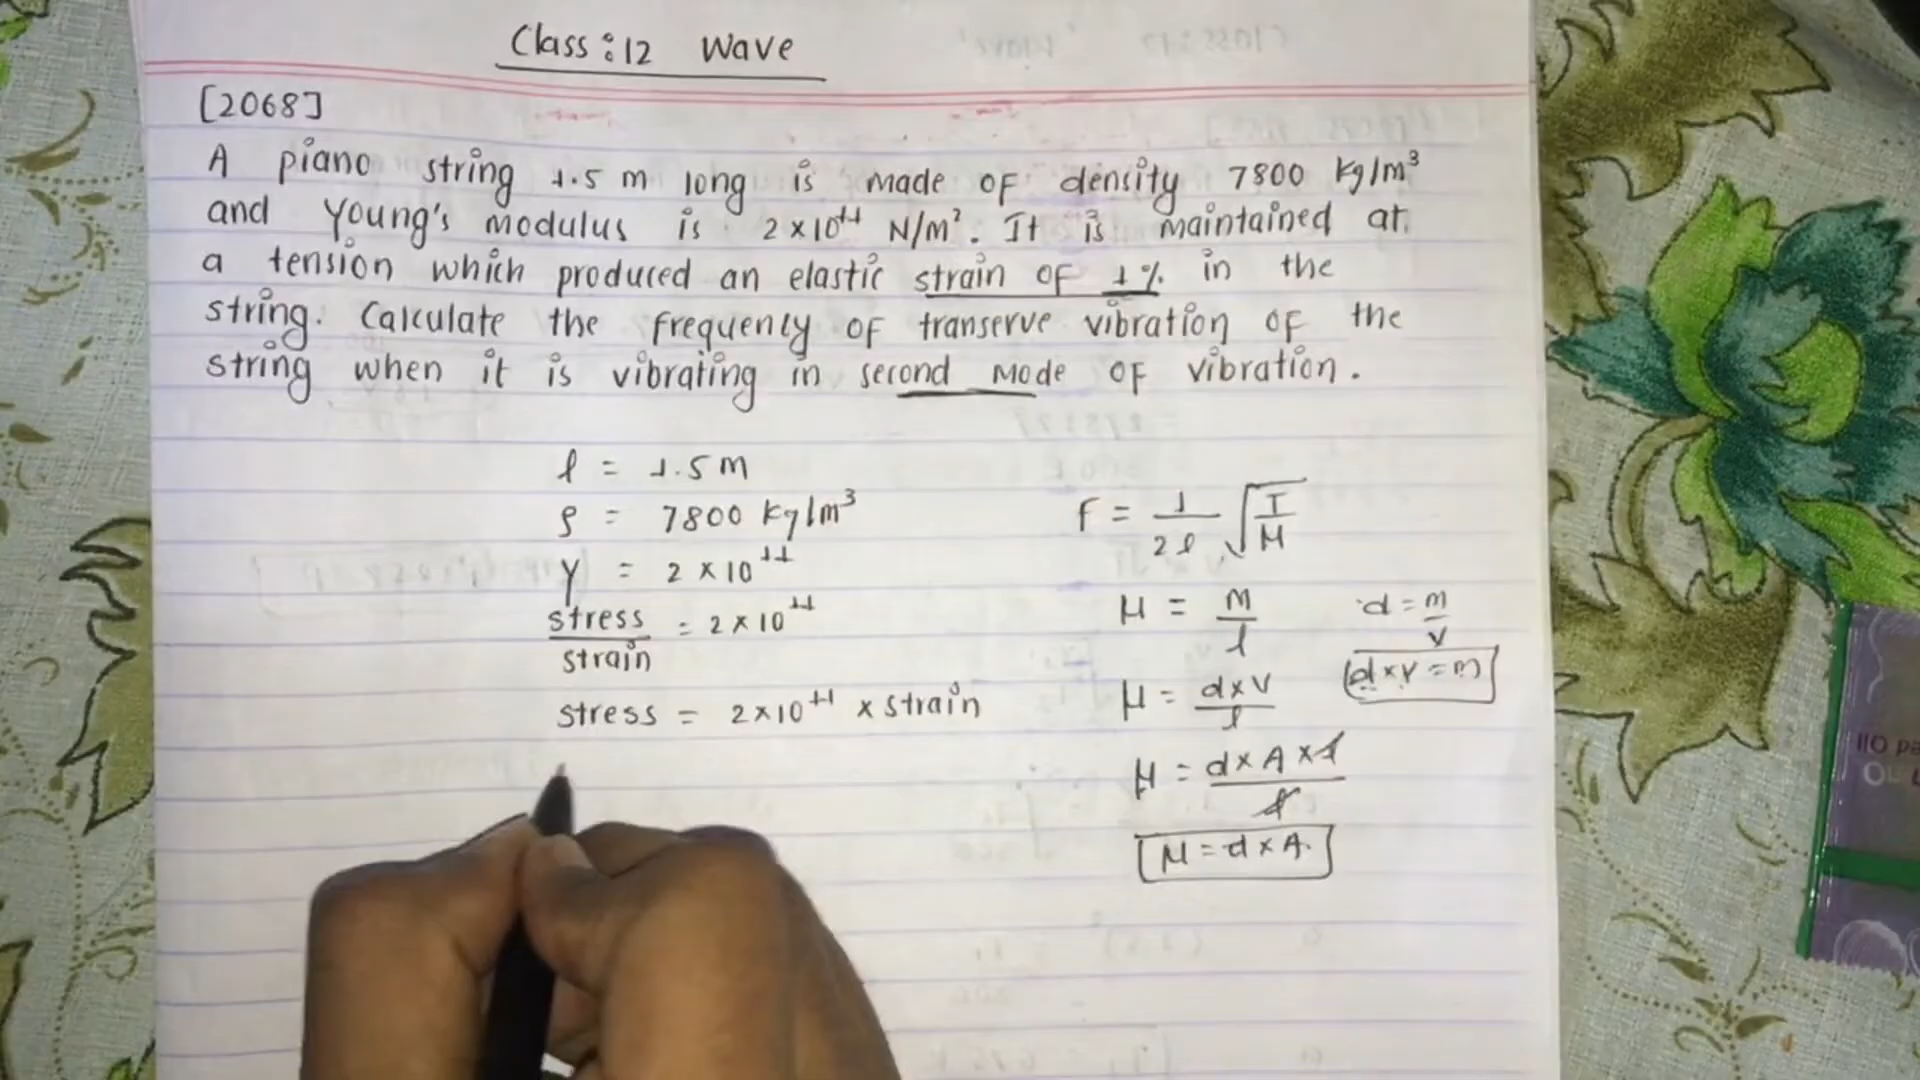 Class:12 Wave
[2068]
A piano string 1.5 m long is made of density 7800 kg/m³
and Young's modulus is 2×10¹¹ N/m². It is maintained at
a tension which produced an elastic strain of 1% in the
string. Calculate the frequency of transerve vibration of the
string when it is vibrating in second mode of vibration.
l = 1.5 m
ρ = 7800 kg/m³
Y = 2×10¹¹
stress/strain = 2×10¹¹
stress = 2×10¹¹ × strain
f = 1/2l √T/μ
μ = m/l
d = m/v
d×v = m
μ = d×v/l
μ = d×A×l/l
μ = d×A.